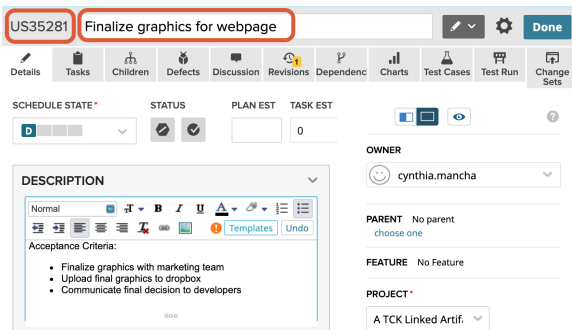 US35281 Finalize graphics for webpage Done
Details Tasks Children Defects Discussion Revisions 1 Dependenc Charts Test Cases Test Run Change Sets
SCHEDULE STATE* STATUS PLAN EST TASK EST
D 0
OWNER
cynthia.mancha
DESCRIPTION
Normal T B I U A
Templates Undo
PARENT No parent
choose one
Acceptance Criteria:
Finalize graphics with marketing team
Upload final graphics to dropbox
Communicate final decision to developers
FEATURE No Feature
PROJECT*
A TCK Linked Artif